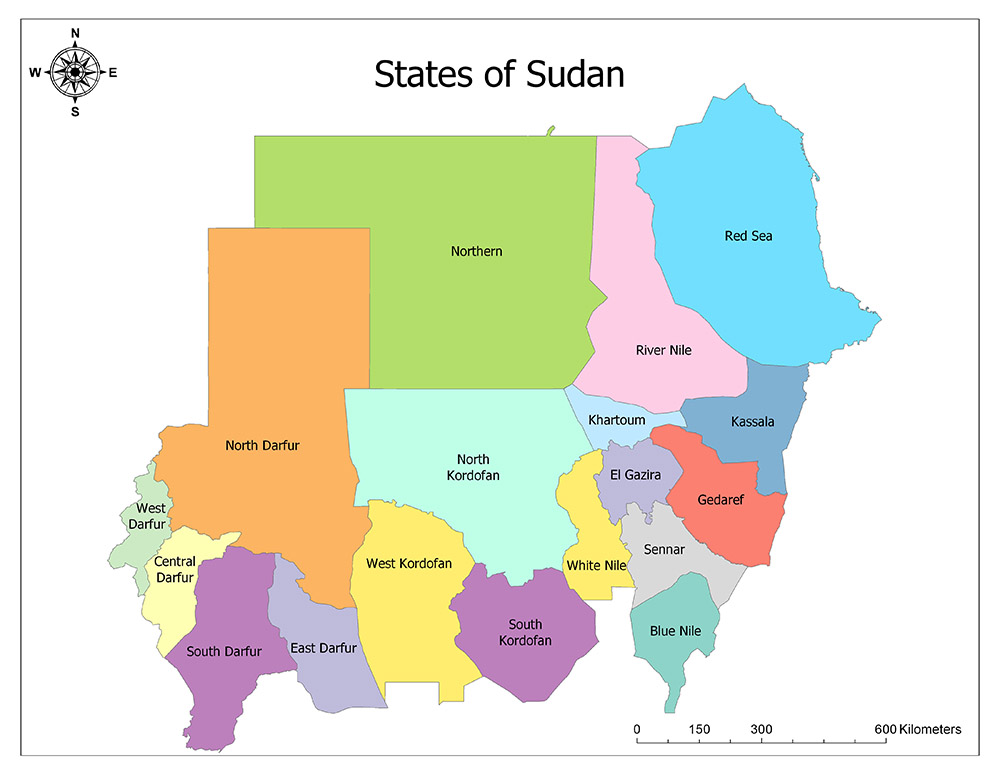 N
W E
S
States of Sudan
Northern
Red Sea
River Nile
Khartoum
Kassala
North Darfur
North
Kordofan
El Gazira
Gedaref
West
Darfur
Central
Darfur
West Kordofan
White Nile
Sennar
South Darfur
East Darfur
South
Kordofan
Blue Nile
0 150 300 600 Kilometers